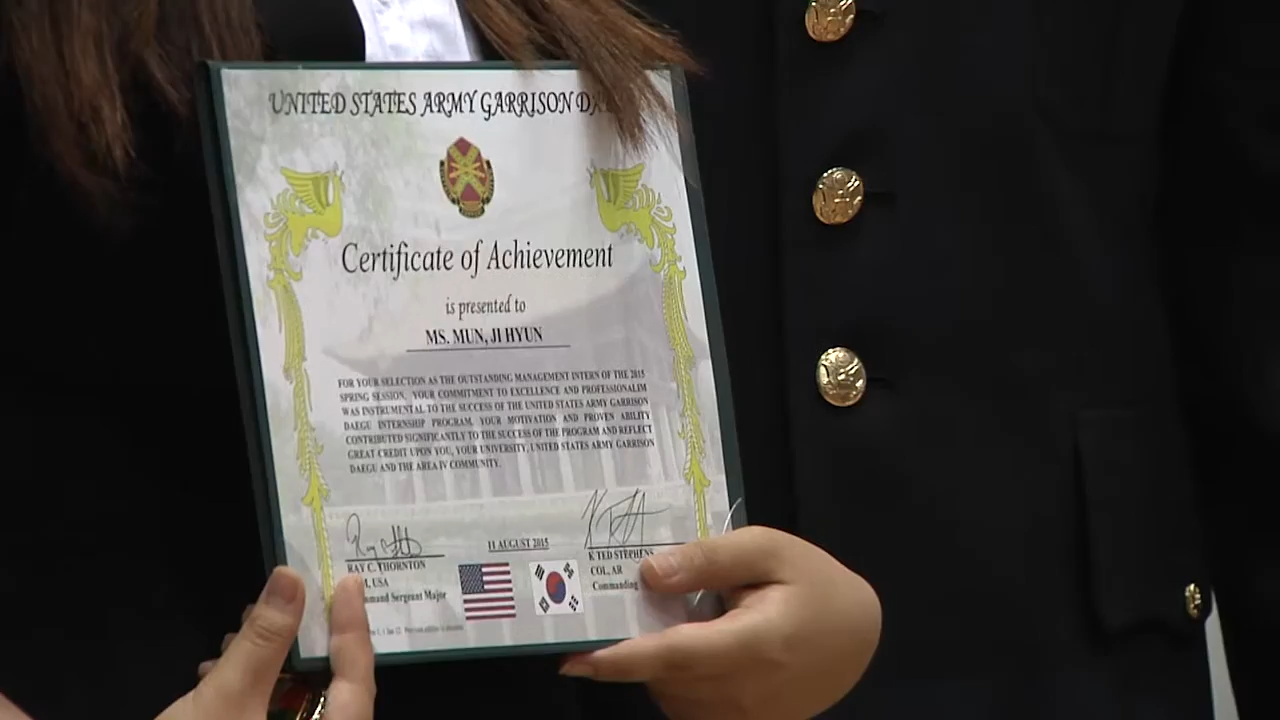 UNITED STATES ARMY GARRISON DA
Certificate of Achievement
is presented to
MS. MUN, JI HYUN
FOR YOUR SELECTION AS THE OUTSTANDING MANAGEMENT INTERN OF THE 2015
SPRING SESSION. YOUR COMMITMENT TO EXCELLENCE AND PROFESSIONALIM
WAS INSTRUMENTAL TO THE SUCCESS OF THE UNITED STATES ARMY GARRISON
DAEGU INTERNSHIP PROGRAM. YOUR MOTIVATION AND PROVEN ABILITY
CONTRIBUTED SIGNIFICANTLY TO THE SUCCESS OF THE PROGRAM AND REFLECT
GREAT CREDIT UPON YOU, YOUR UNIVERSITY, UNITED STATES ARMY GARRISON
DAEGU AND THE AREA IV COMMUNITY.
RAY C. THORNTON
M, USA
mand Sergeant Major
11 AUGUST 2015
K TED STEPHENS
COL, AR
Commanding